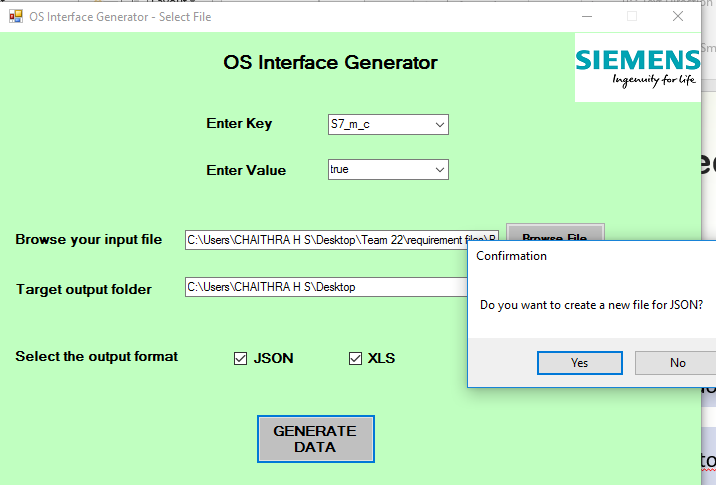 OS Interface Generator - Select File
OS Interface Generator
SIEMENS
Ingenuity for life
Enter Key
S7_m_c
Enter Value
true
Browse your input file
C:\Users\CHAITHRA H S\Desktop\Team 22\requirement files\
Browse File
Confirmation
Target output folder
C:\Users\CHAITHRA H S\Desktop
Do you want to create a new file for JSON?
Select the output format
JSON
XLS
Yes
No
GENERATE
DATA